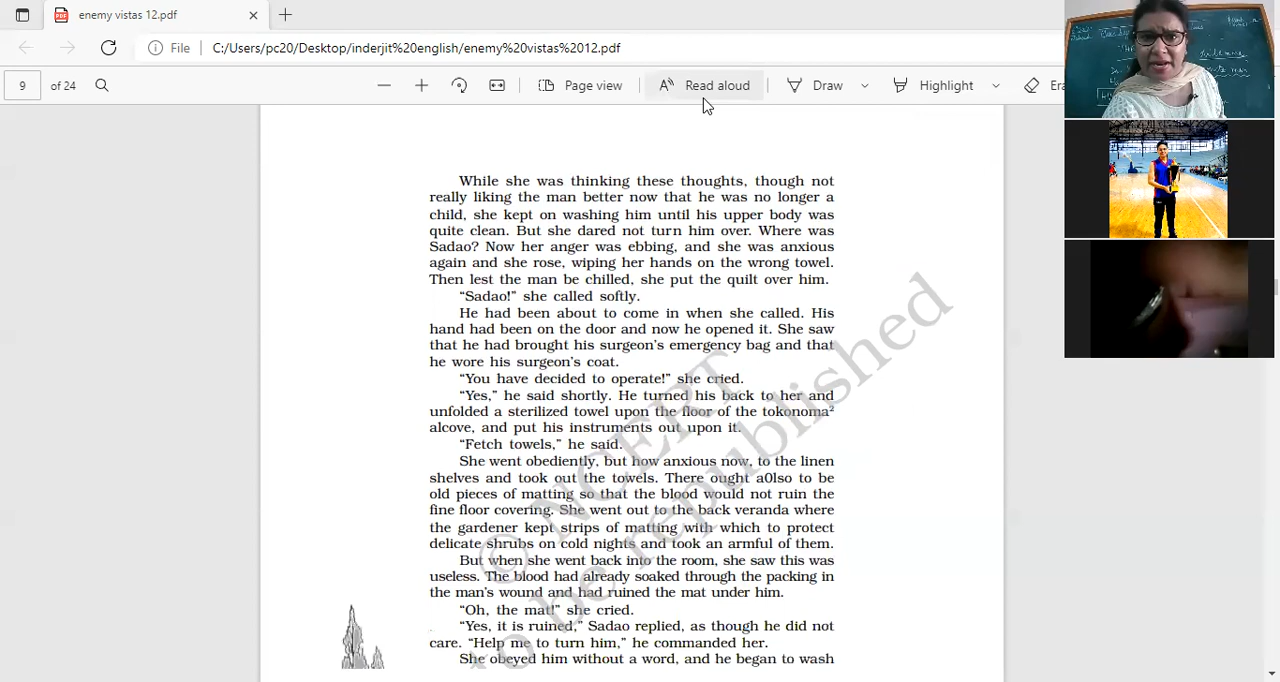 enemy vistas 12.pdf
File
C:/Users/pc20/Desktop/inderjit%20english/enemy%20vistas%2012.pdf
9 of 24
Page view
Read aloud
Draw
Highlight
Era
While she was thinking these thoughts, though not
really liking the man better now that he was no longer a
child, she kept on washing him until his upper body was
quite clean. But she dared not turn him over. Where was
Sadao? Now her anger was ebbing, and she was anxious
again and she rose, wiping her hands on the wrong towel.
Then lest the man be chilled, she put the quilt over him.
“Sadao!” she called softly.
He had been about to come in when she called. His
hand had been on the door and now he opened it. She saw
that he had brought his surgeon’s emergency bag and that
he wore his surgeon’s coat.
“You have decided to operate!” she cried.
“Yes,” he said shortly. He turned his back to her and
unfolded a sterilized towel upon the floor of the tokonoma²
alcove, and put his instruments out upon it.
“Fetch towels,” he said.
She went obediently, but how anxious now, to the linen
shelves and took out the towels. There ought a0lso to be
old pieces of matting so that the blood would not ruin the
fine floor covering. She went out to the back veranda where
the gardener kept strips of matting with which to protect
delicate shrubs on cold nights and took an armful of them.
But when she went back into the room, she saw this was
useless. The blood had already soaked through the packing in
the man’s wound and had ruined the mat under him.
“Oh, the mat!” she cried.
“Yes, it is ruined,” Sadao replied, as though he did not
care. “Help me to turn him,” he commanded her.
She obeyed him without a word, and he began to wash
© NCERT
to be republished